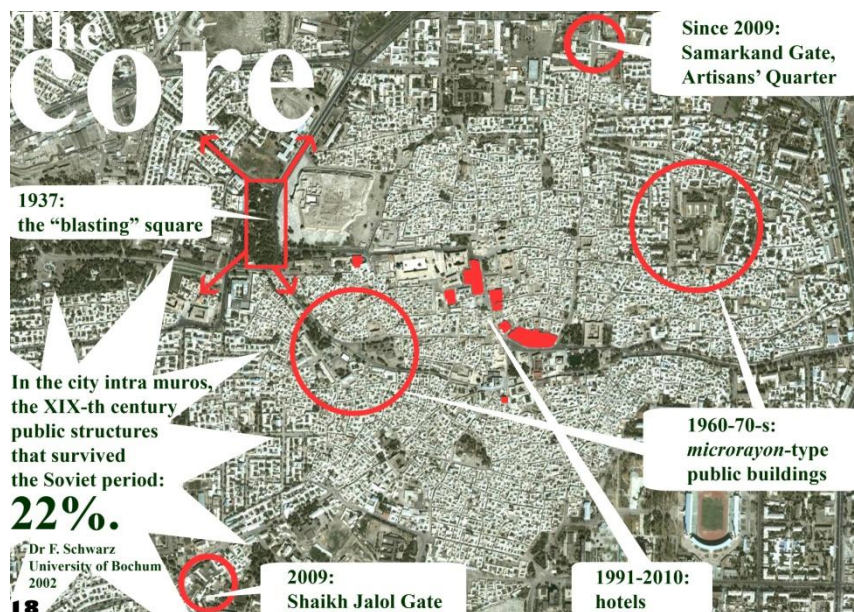 The
core
Since 2009:
Samarkand Gate,
Artisans’ Quarter
1937:
the “blasting” square
In the city intra muros,
the XIX-th century
public structures
that survived
the Soviet period:
22%.
Dr F. Schwarz
University of Bochum
2002
18
1960-70-s:
microrayon-type
public buildings
2009:
Shaikh Jalol Gate
1991-2010:
hotels